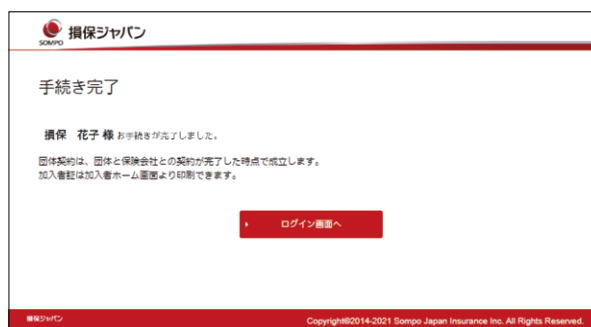 損保ジャパン
SOMPO
手続き完了
損保　花子 様 お手続きが完了しました。
団体契約は、団体と保険会社との契約が完了した時点で成立します。
加入者証は加入者ホーム画面より印刷できます。
ログイン画面へ
損保ジャパン
Copyright©2014-2021 Sompo Japan Insurance Inc. All Rights Reserved.